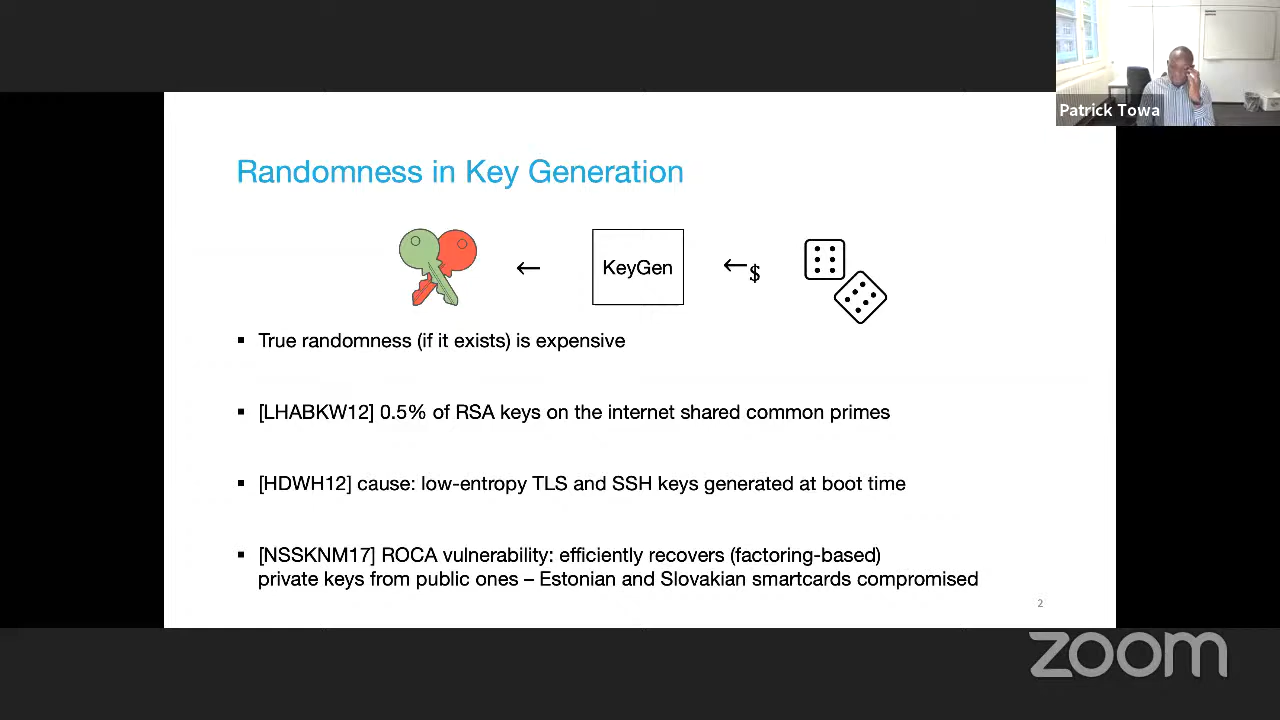 Patrick Towa
Randomness in Key Generation
← KeyGen ←$
▪ True randomness (if it exists) is expensive
▪ [LHABKW12] 0.5% of RSA keys on the internet shared common primes
▪ [HDWH12] cause: low-entropy TLS and SSH keys generated at boot time
▪ [NSSKNM17] ROCA vulnerability: efficiently recovers (factoring-based)
private keys from public ones – Estonian and Slovakian smartcards compromised
2
zoom